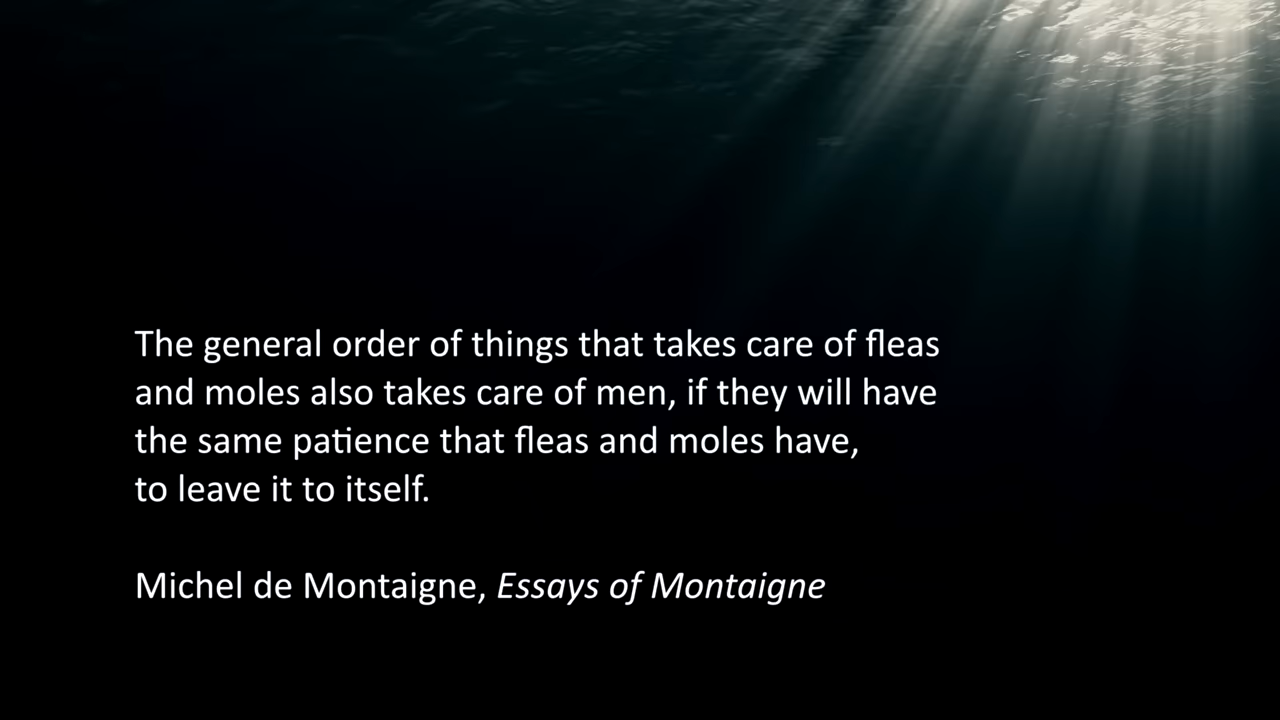 The general order of things that takes care of fleas
and moles also takes care of men, if they will have
the same patience that fleas and moles have,
to leave it to itself.
Michel de Montaigne, Essays of Montaigne